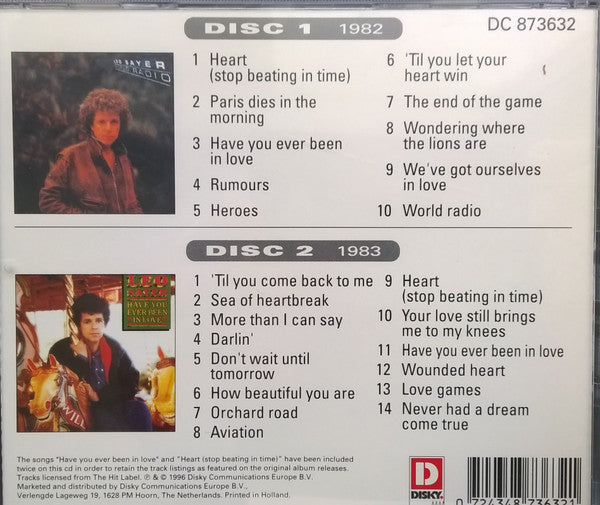 DISC 1 1982
DC 873632
LEO SAYER
WORLD RADIO
1 Heart
(stop beating in time)
2 Paris dies in the
morning
3 Have you ever been
in love
4 Rumours
5 Heroes
6 'Til you let your
heart win
7 The end of the game
8 Wondering where
the lions are
9 We've got ourselves
in love
10 World radio
DISC 2 1983
LEO
SAYER
HAVE YOU
EVER BEEN
IN LOVE
1 'Til you come back to me
2 Sea of heartbreak
3 More than I can say
4 Darlin'
5 Don't wait until
tomorrow
6 How beautiful you are
7 Orchard road
8 Aviation
9 Heart
(stop beating in time)
10 Your love still brings
me to my knees
11 Have you ever been in love
12 Wounded heart
13 Love games
14 Never had a dream
come true
The songs "Have you ever been in love" and "Heart (stop beating in time)" have been included
twice on this cd in order to retain the track listings as featured on the original album releases.
Tracks licensed from The Hit Label. ℗ © 1996 Disky Communications Europe B.V.
Marketed and distributed by Disky Communications Europe B.V.,
Verlengde Lageweg 19, 1628 PM Hoorn, The Netherlands. Printed in Holland.
D
DISKY
0 724348 736321